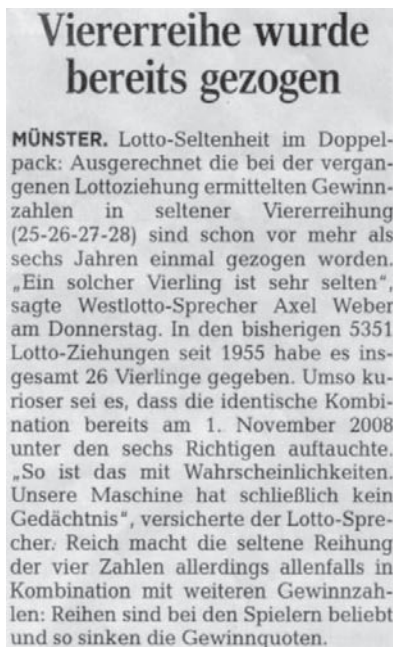 Viererreihe wurde
bereits gezogen
MÜNSTER. Lotto-Seltenheit im Doppel-
pack: Ausgerechnet die bei der vergan-
genen Lottoziehung ermittelten Gewinn-
zahlen in seltener Viererreihung
(25-26-27-28) sind schon vor mehr als
sechs Jahren einmal gezogen worden.
„Ein solcher Vierling ist sehr selten“,
sagte Westlotto-Sprecher Axel Weber
am Donnerstag. In den bisherigen 5351
Lotto-Ziehungen seit 1955 habe es ins-
gesamt 26 Vierlinge gegeben. Umso ku-
rioser sei es, dass die identische Kombi-
nation bereits am 1. November 2008
unter den sechs Richtigen auftauchte.
„So ist das mit Wahrscheinlichkeiten.
Unsere Maschine hat schließlich kein
Gedächtnis“, versicherte der Lotto-Spre-
cher. Reich macht die seltene Reihung
der vier Zahlen allerdings allenfalls in
Kombination mit weiteren Gewinnzah-
len: Reihen sind bei den Spielern beliebt
und so sinken die Gewinnquoten.